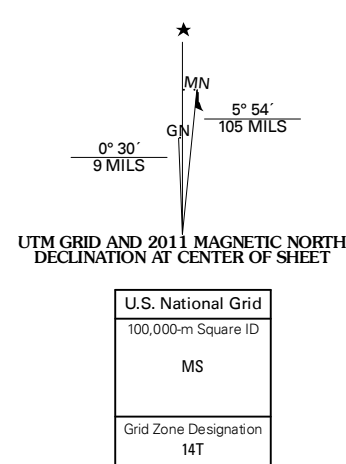 ★
MN
5° 54´
105 MILS
GN
0° 30´
9 MILS
UTM GRID AND 2011 MAGNETIC NORTH
DECLINATION AT CENTER OF SHEET
U.S. National Grid
100,000-m Square ID
MS
Grid Zone Designation
14T